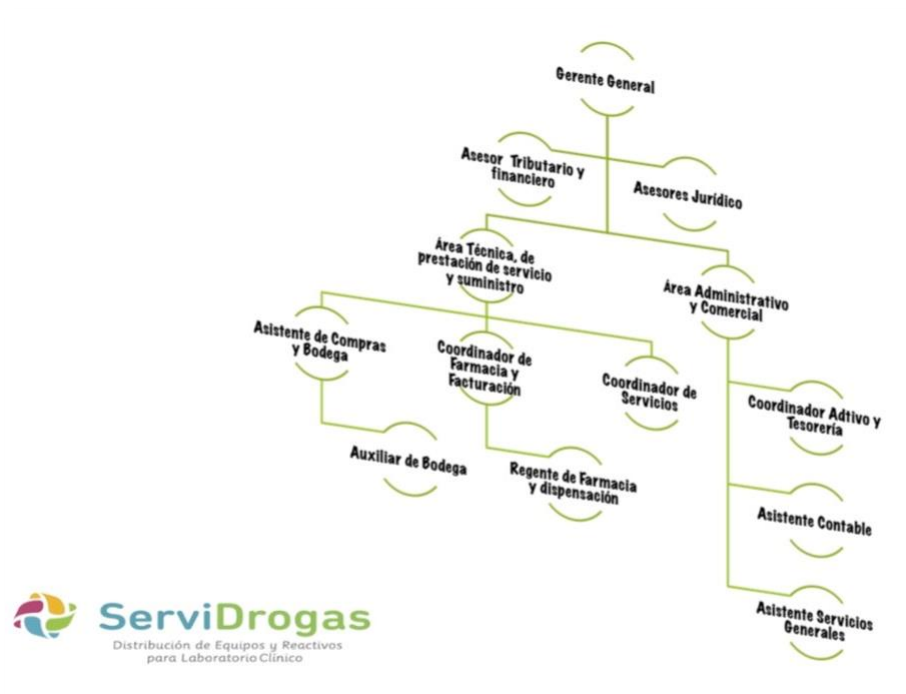 Gerente General
Asesor Tributario y
financiero
Asesores Jurídico
Área Técnica, de
prestación de servicio
y suministro
Área Administrativo
y Comercial
Asistente de Compras
y Bodega
Coordinador de
Farmacia y
Facturación
Coordinador de
Servicios
Coordinador Adtivo y
Tesorería
Auxiliar de Bodega
Regente de Farmacia
y dispensación
Asistente Contable
Asistente Servicios
Generales
ServiDrogas
Distribución de Equipos y Reactivos
para Laboratorio Clínico